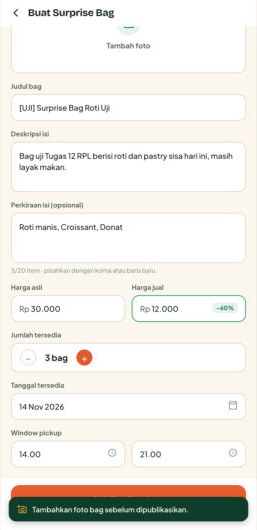 Buat Surprise Bag
Tambah foto
Judul bag
[UJI] Surprise Bag Roti Uji
Deskripsi isi
Bag uji Tugas 12 RPL berisi roti dan pastry sisa hari ini, masih
layak makan.
Perkiraan isi (opsional)
Roti manis, Croissant, Donat
3/20 item · pisahkan dengan koma atau baris baru
Harga asli
Harga jual
Rp 30.000
Rp 12.000
-60%
Jumlah tersedia
3 bag
Tanggal tersedia
14 Nov 2026
Window pickup
14.00
21.00
Tambahkan foto bag sebelum dipublikasikan.